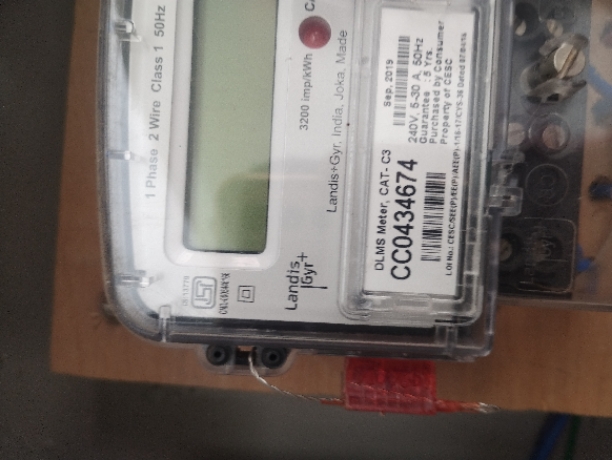 1 Phase 2 Wire Class 1 50Hz
3200 imp/kWh
Landis+Gyr, India, Joka, Made
Landis
Gyr+
Sep, 2019
240V, 5-30 A, 50Hz
Guarantee : 5 Yrs.
Purchased by Consumer
Property of CESC
DLMS Meter, CAT- C3
CC0434674